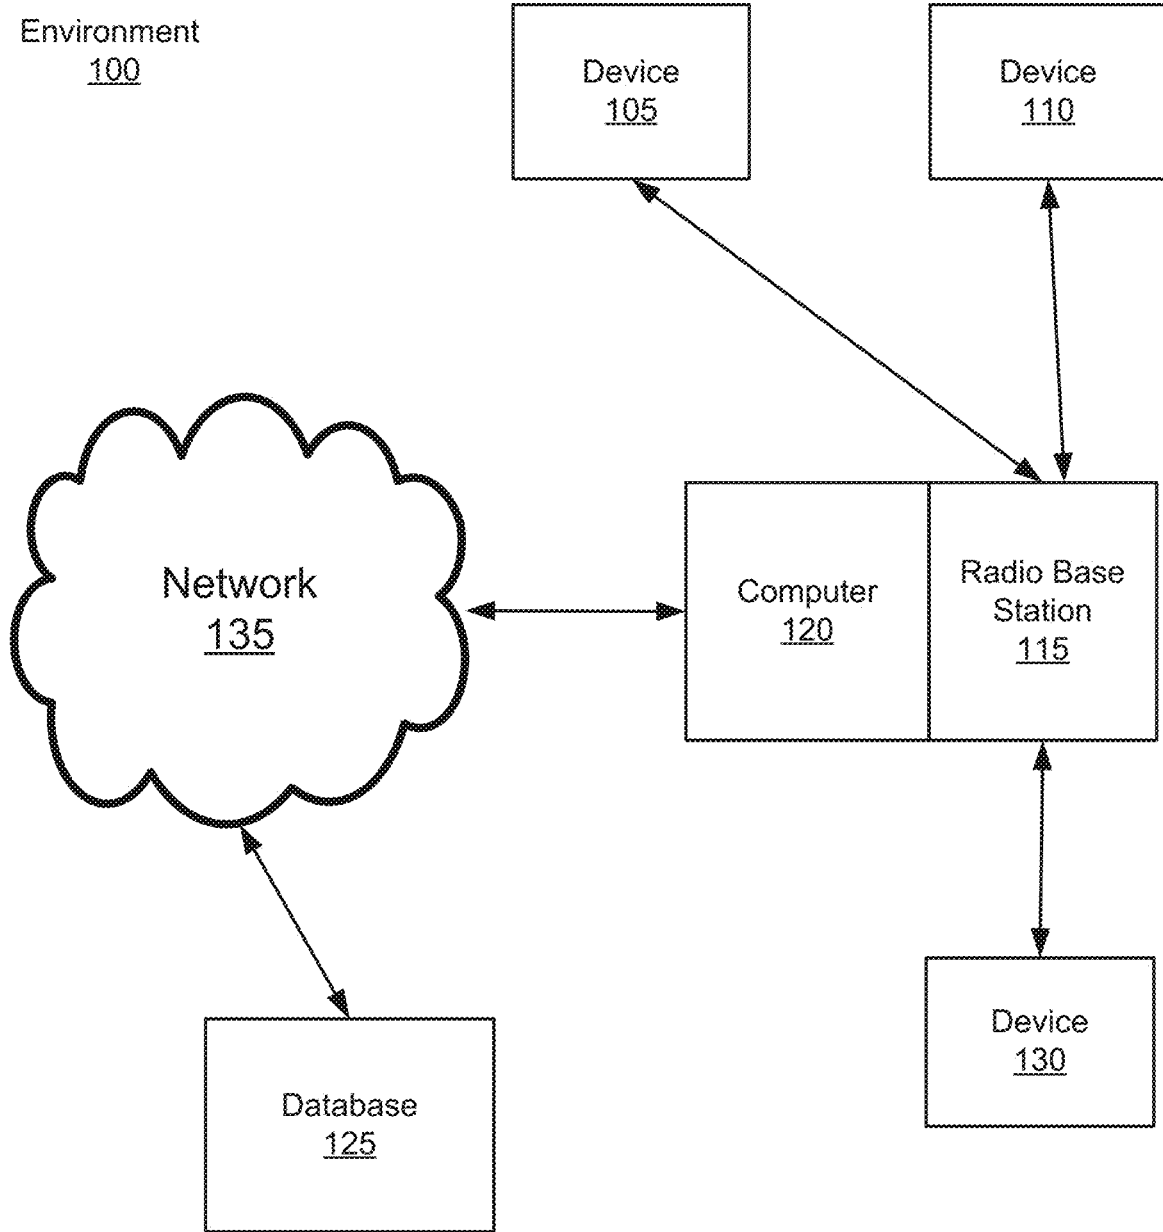 Environment
100
Device
105
Device
110
Network
135
Computer
120
Radio Base
Station
115
Device
130
Database
125